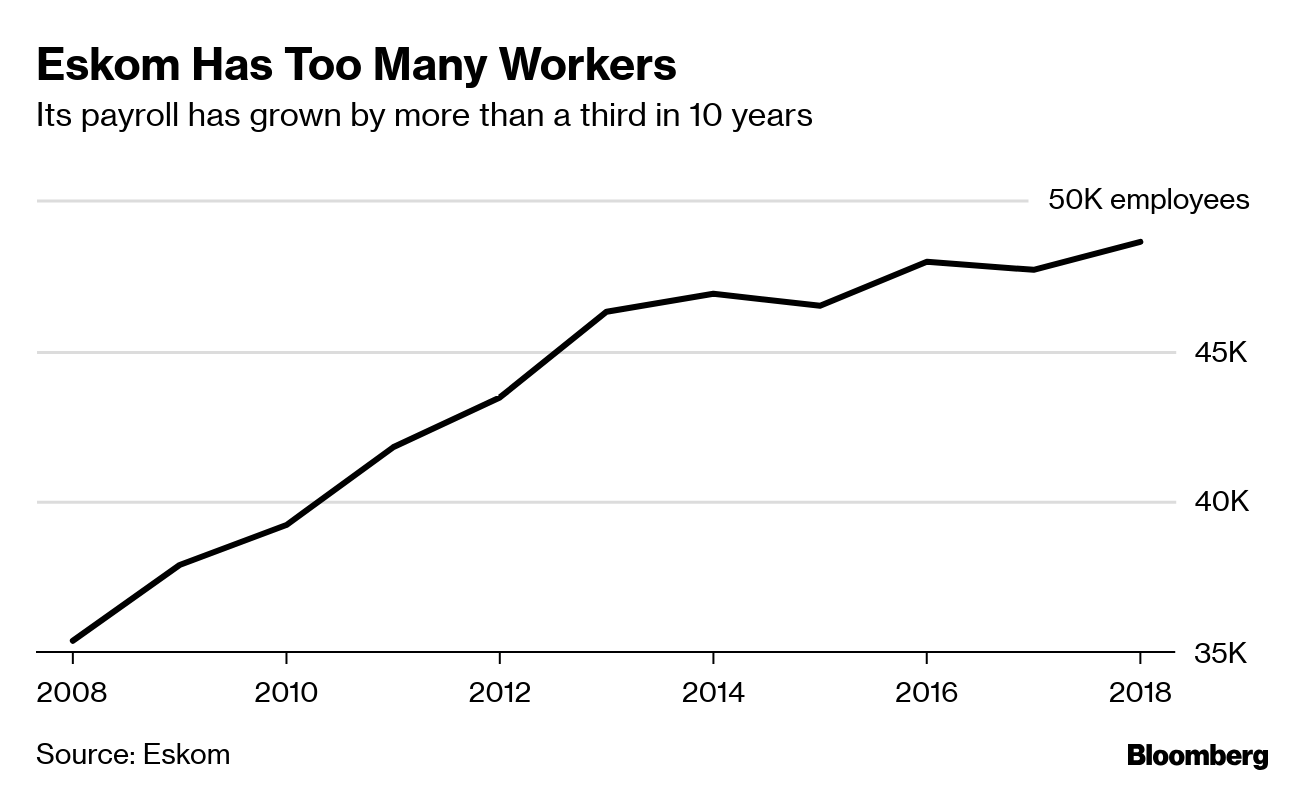 Eskom Has Too Many Workers
Its payroll has grown by more than a third in 10 years
50K employees
45K
40K
35K
2008 2010 2012 2014 2016 2018
Source: Eskom
Bloomberg